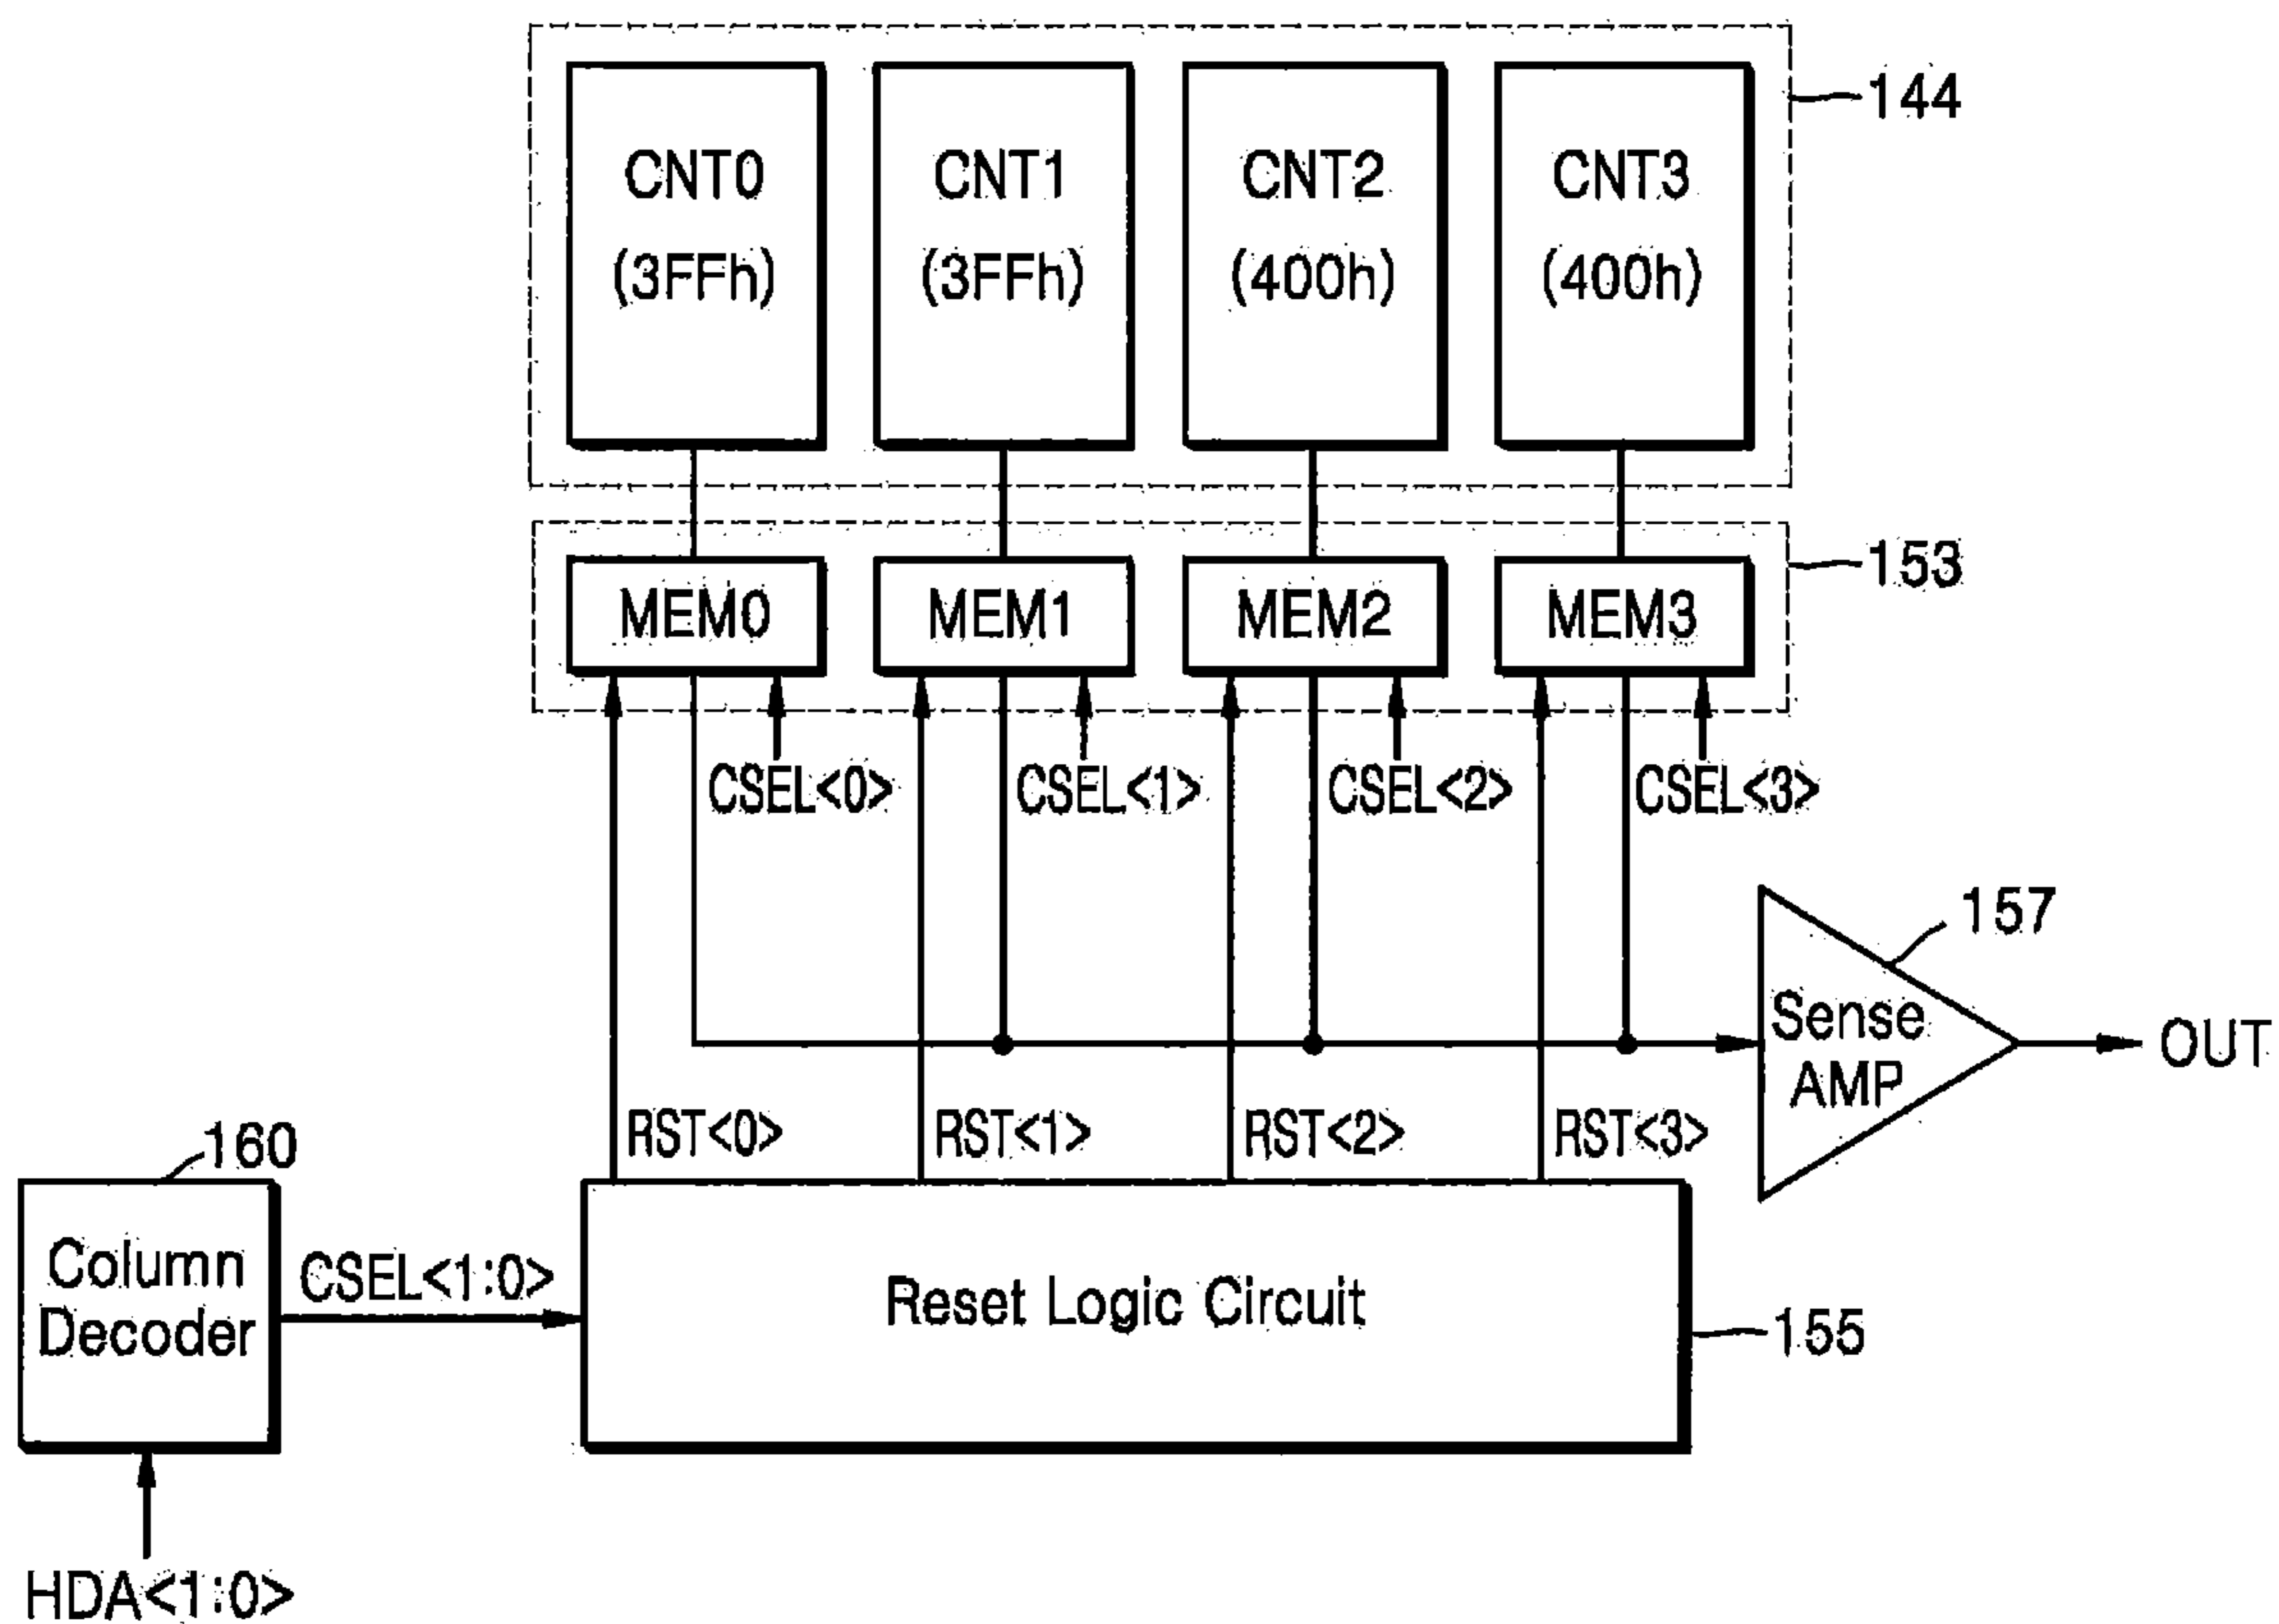 CNT0
(3FFh)
CNT1
(3FFh)
CNT2
(400h)
CNT3
(400h)
144
MEM0
MEM1
MEM2
MEM3
153
CSEL<0>
CSEL<1>
CSEL<2>
CSEL<3>
157
Sense
AMP
OUT
RST<0>
RST<1>
RST<2>
RST<3>
160
Column
Decoder
CSEL<1:0>
Reset Logic Circuit
155
HDA<1:0>